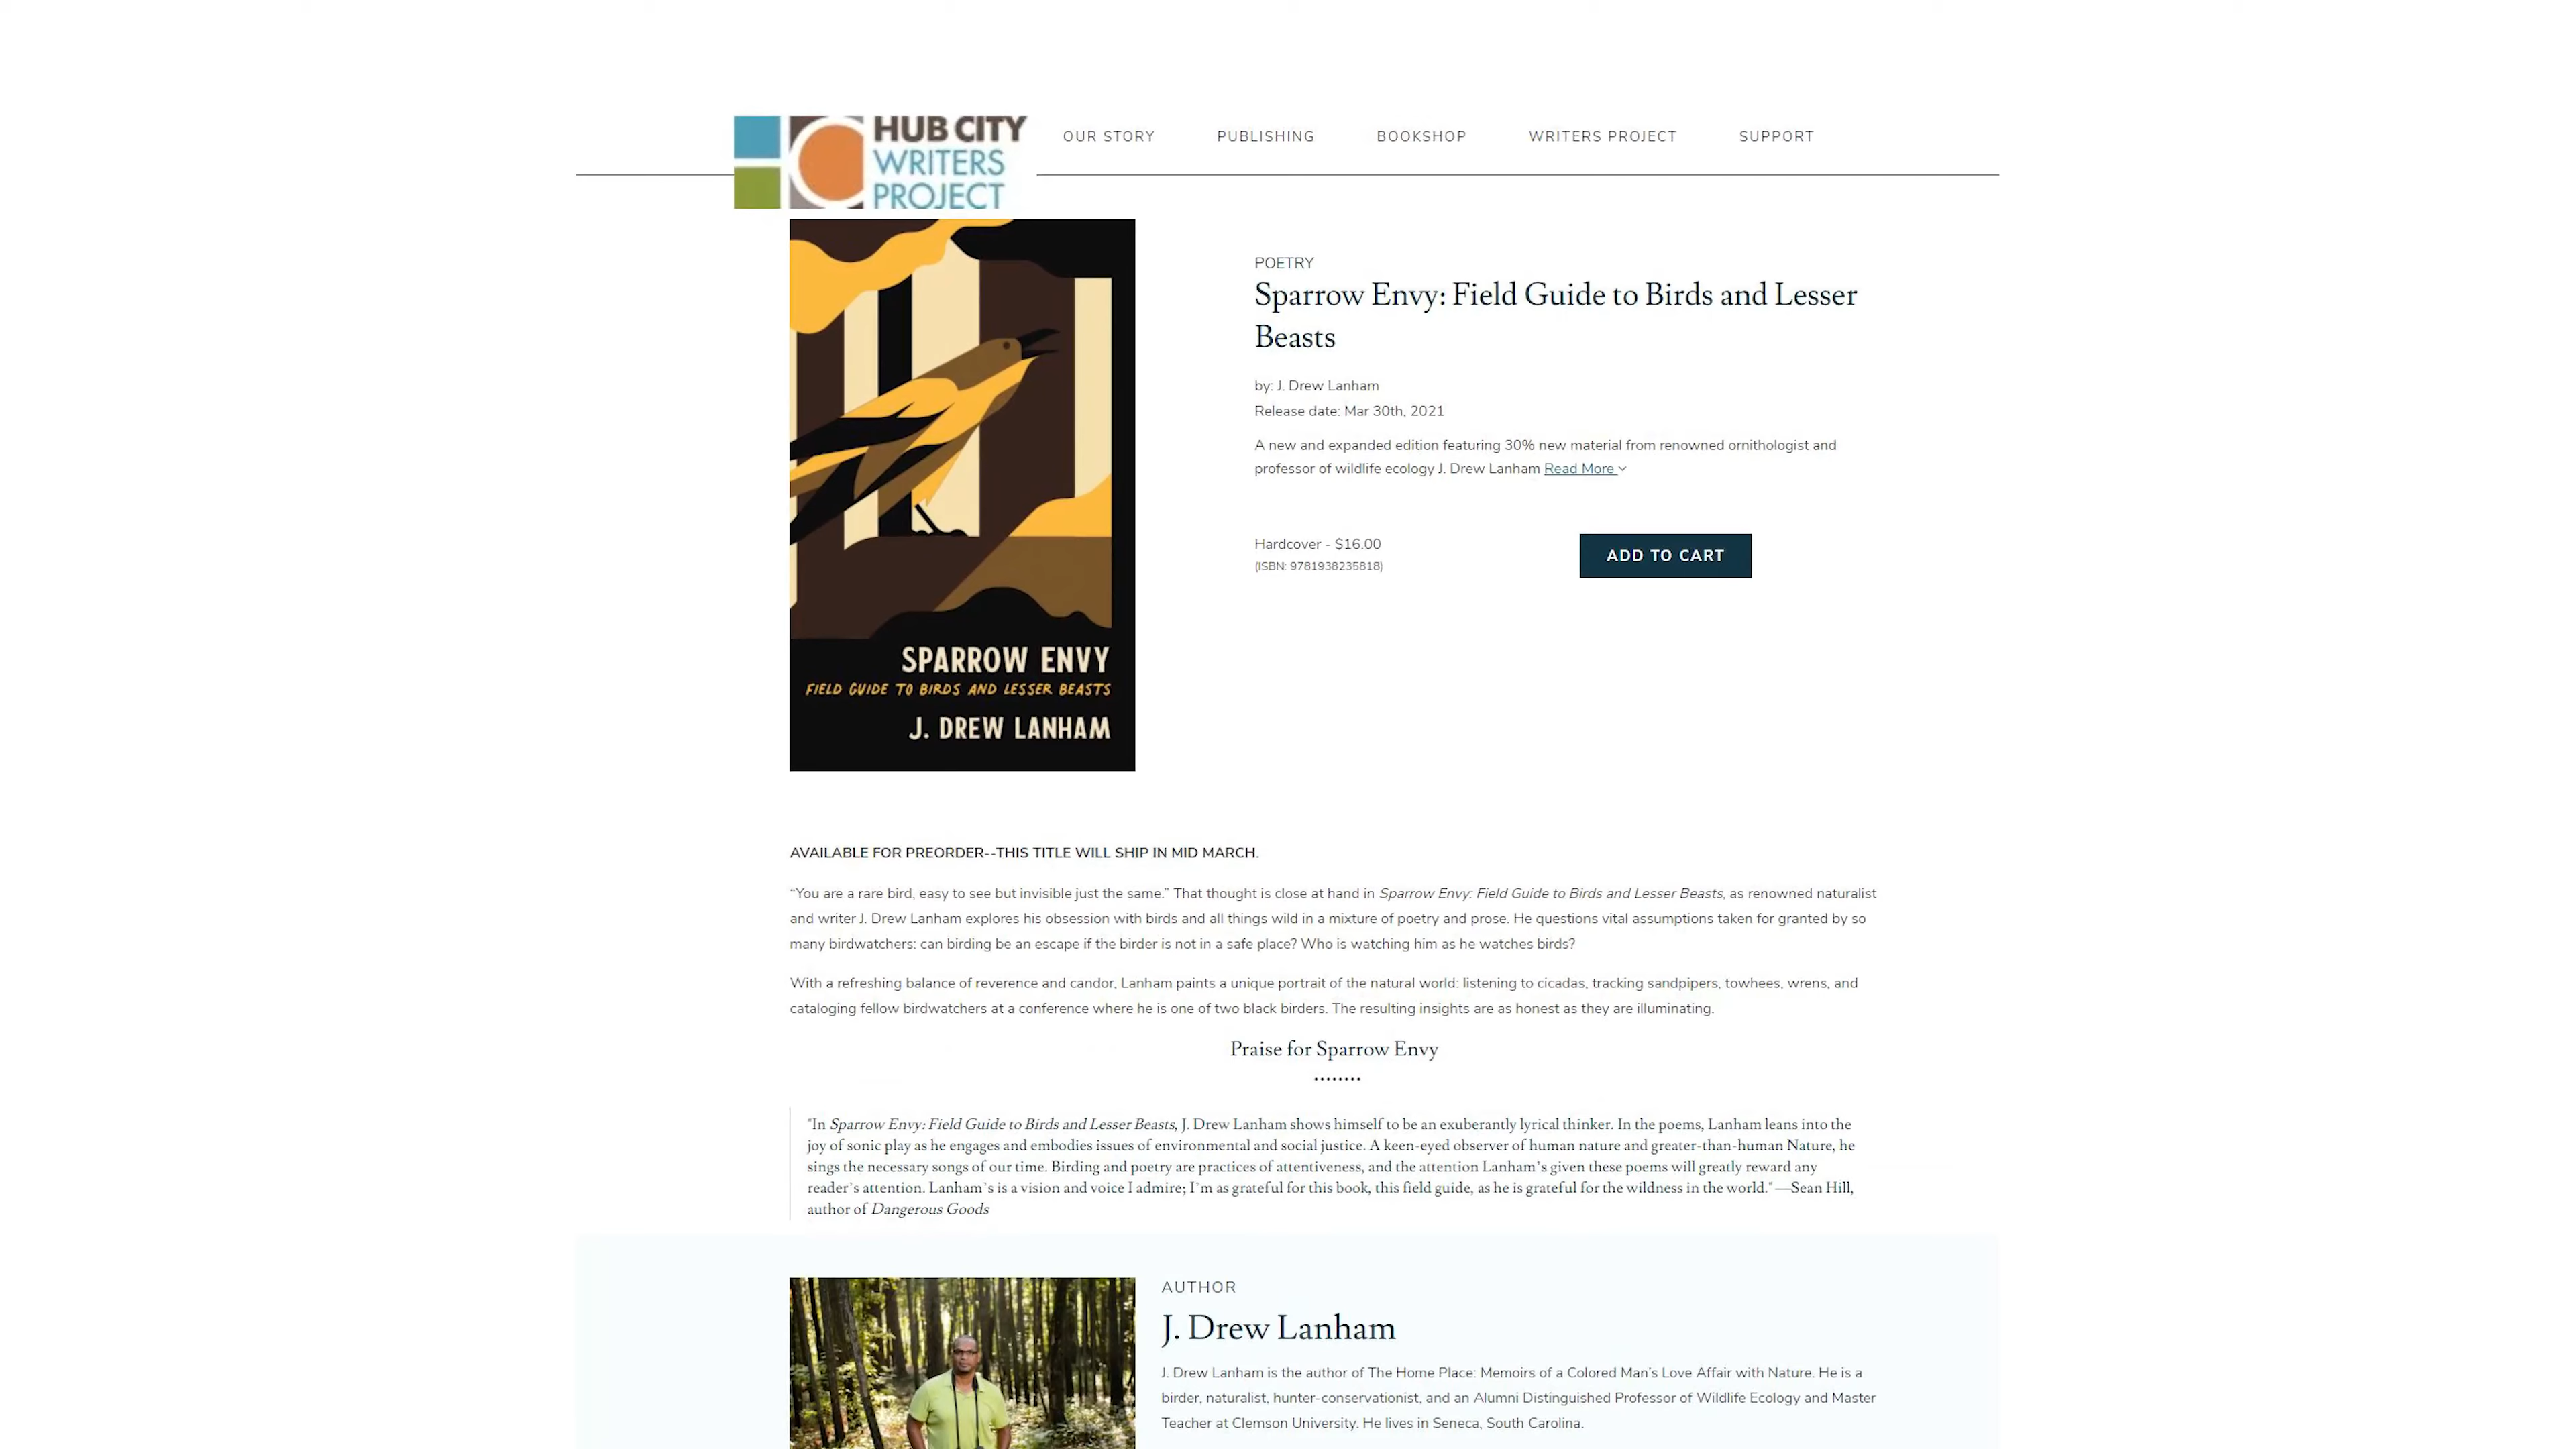 HUB CITY
WRITERS
PROJECT
OUR STORY
PUBLISHING
BOOKSHOP
WRITERS PROJECT
SUPPORT
SPARROW ENVY
FIELD GUIDE TO BIRDS AND LESSER BEASTS
J. DREW LANHAM
POETRY
Sparrow Envy: Field Guide to Birds and Lesser
Beasts
by: J. Drew Lanham
Release date: Mar 30th, 2021
A new and expanded edition featuring 30% new material from renowned ornithologist and
professor of wildlife ecology J. Drew Lanham Read More
Hardcover - $16.00
(ISBN: 9781938235818)
ADD TO CART
AVAILABLE FOR PREORDER--THIS TITLE WILL SHIP IN MID MARCH.
“You are a rare bird, easy to see but invisible just the same.” That thought is close at hand in Sparrow Envy: Field Guide to Birds and Lesser Beasts, as renowned naturalist
and writer J. Drew Lanham explores his obsession with birds and all things wild in a mixture of poetry and prose. He questions vital assumptions taken for granted by so
many birdwatchers: can birding be an escape if the birder is not in a safe place? Who is watching him as he watches birds?
With a refreshing balance of reverence and candor, Lanham paints a unique portrait of the natural world: listening to cicadas, tracking sandpipers, towhees, wrens, and
cataloging fellow birdwatchers at a conference where he is one of two black birders. The resulting insights are as honest as they are illuminating.
Praise for Sparrow Envy
"In Sparrow Envy: Field Guide to Birds and Lesser Beasts, J. Drew Lanham shows himself to be an exuberantly lyrical thinker. In the poems, Lanham leans into the
joy of sonic play as he engages and embodies issues of environmental and social justice. A keen-eyed observer of human nature and greater-than-human Nature, he
sings the necessary songs of our time. Birding and poetry are practices of attentiveness, and the attention Lanham's given these poems will greatly reward any
reader's attention. Lanham's is a vision and voice I admire; I'm as grateful for this book, this field guide, as he is grateful for the wildness in the world." —Sean Hill,
author of Dangerous Goods
AUTHOR
J. Drew Lanham
J. Drew Lanham is the author of The Home Place: Memoirs of a Colored Man's Love Affair with Nature. He is a
birder, naturalist, hunter-conservationist, and an Alumni Distinguished Professor of Wildlife Ecology and Master
Teacher at Clemson University. He lives in Seneca, South Carolina.